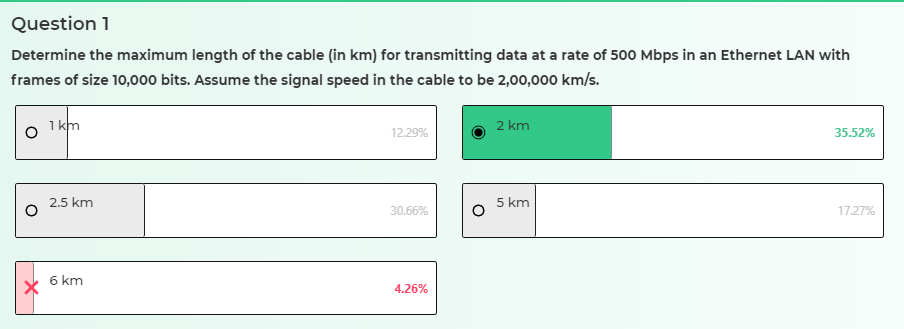 Question 1
Determine the maximum length of the cable (in km) for transmitting data at a rate of 500 Mbps in an Ethernet LAN with
frames of size 10,000 bits. Assume the signal speed in the cable to be 2,00,000 km/s.
1 km 12.29%
2 km 35.52%
2.5 km 30.66%
5 km 17.27%
6 km 4.26%